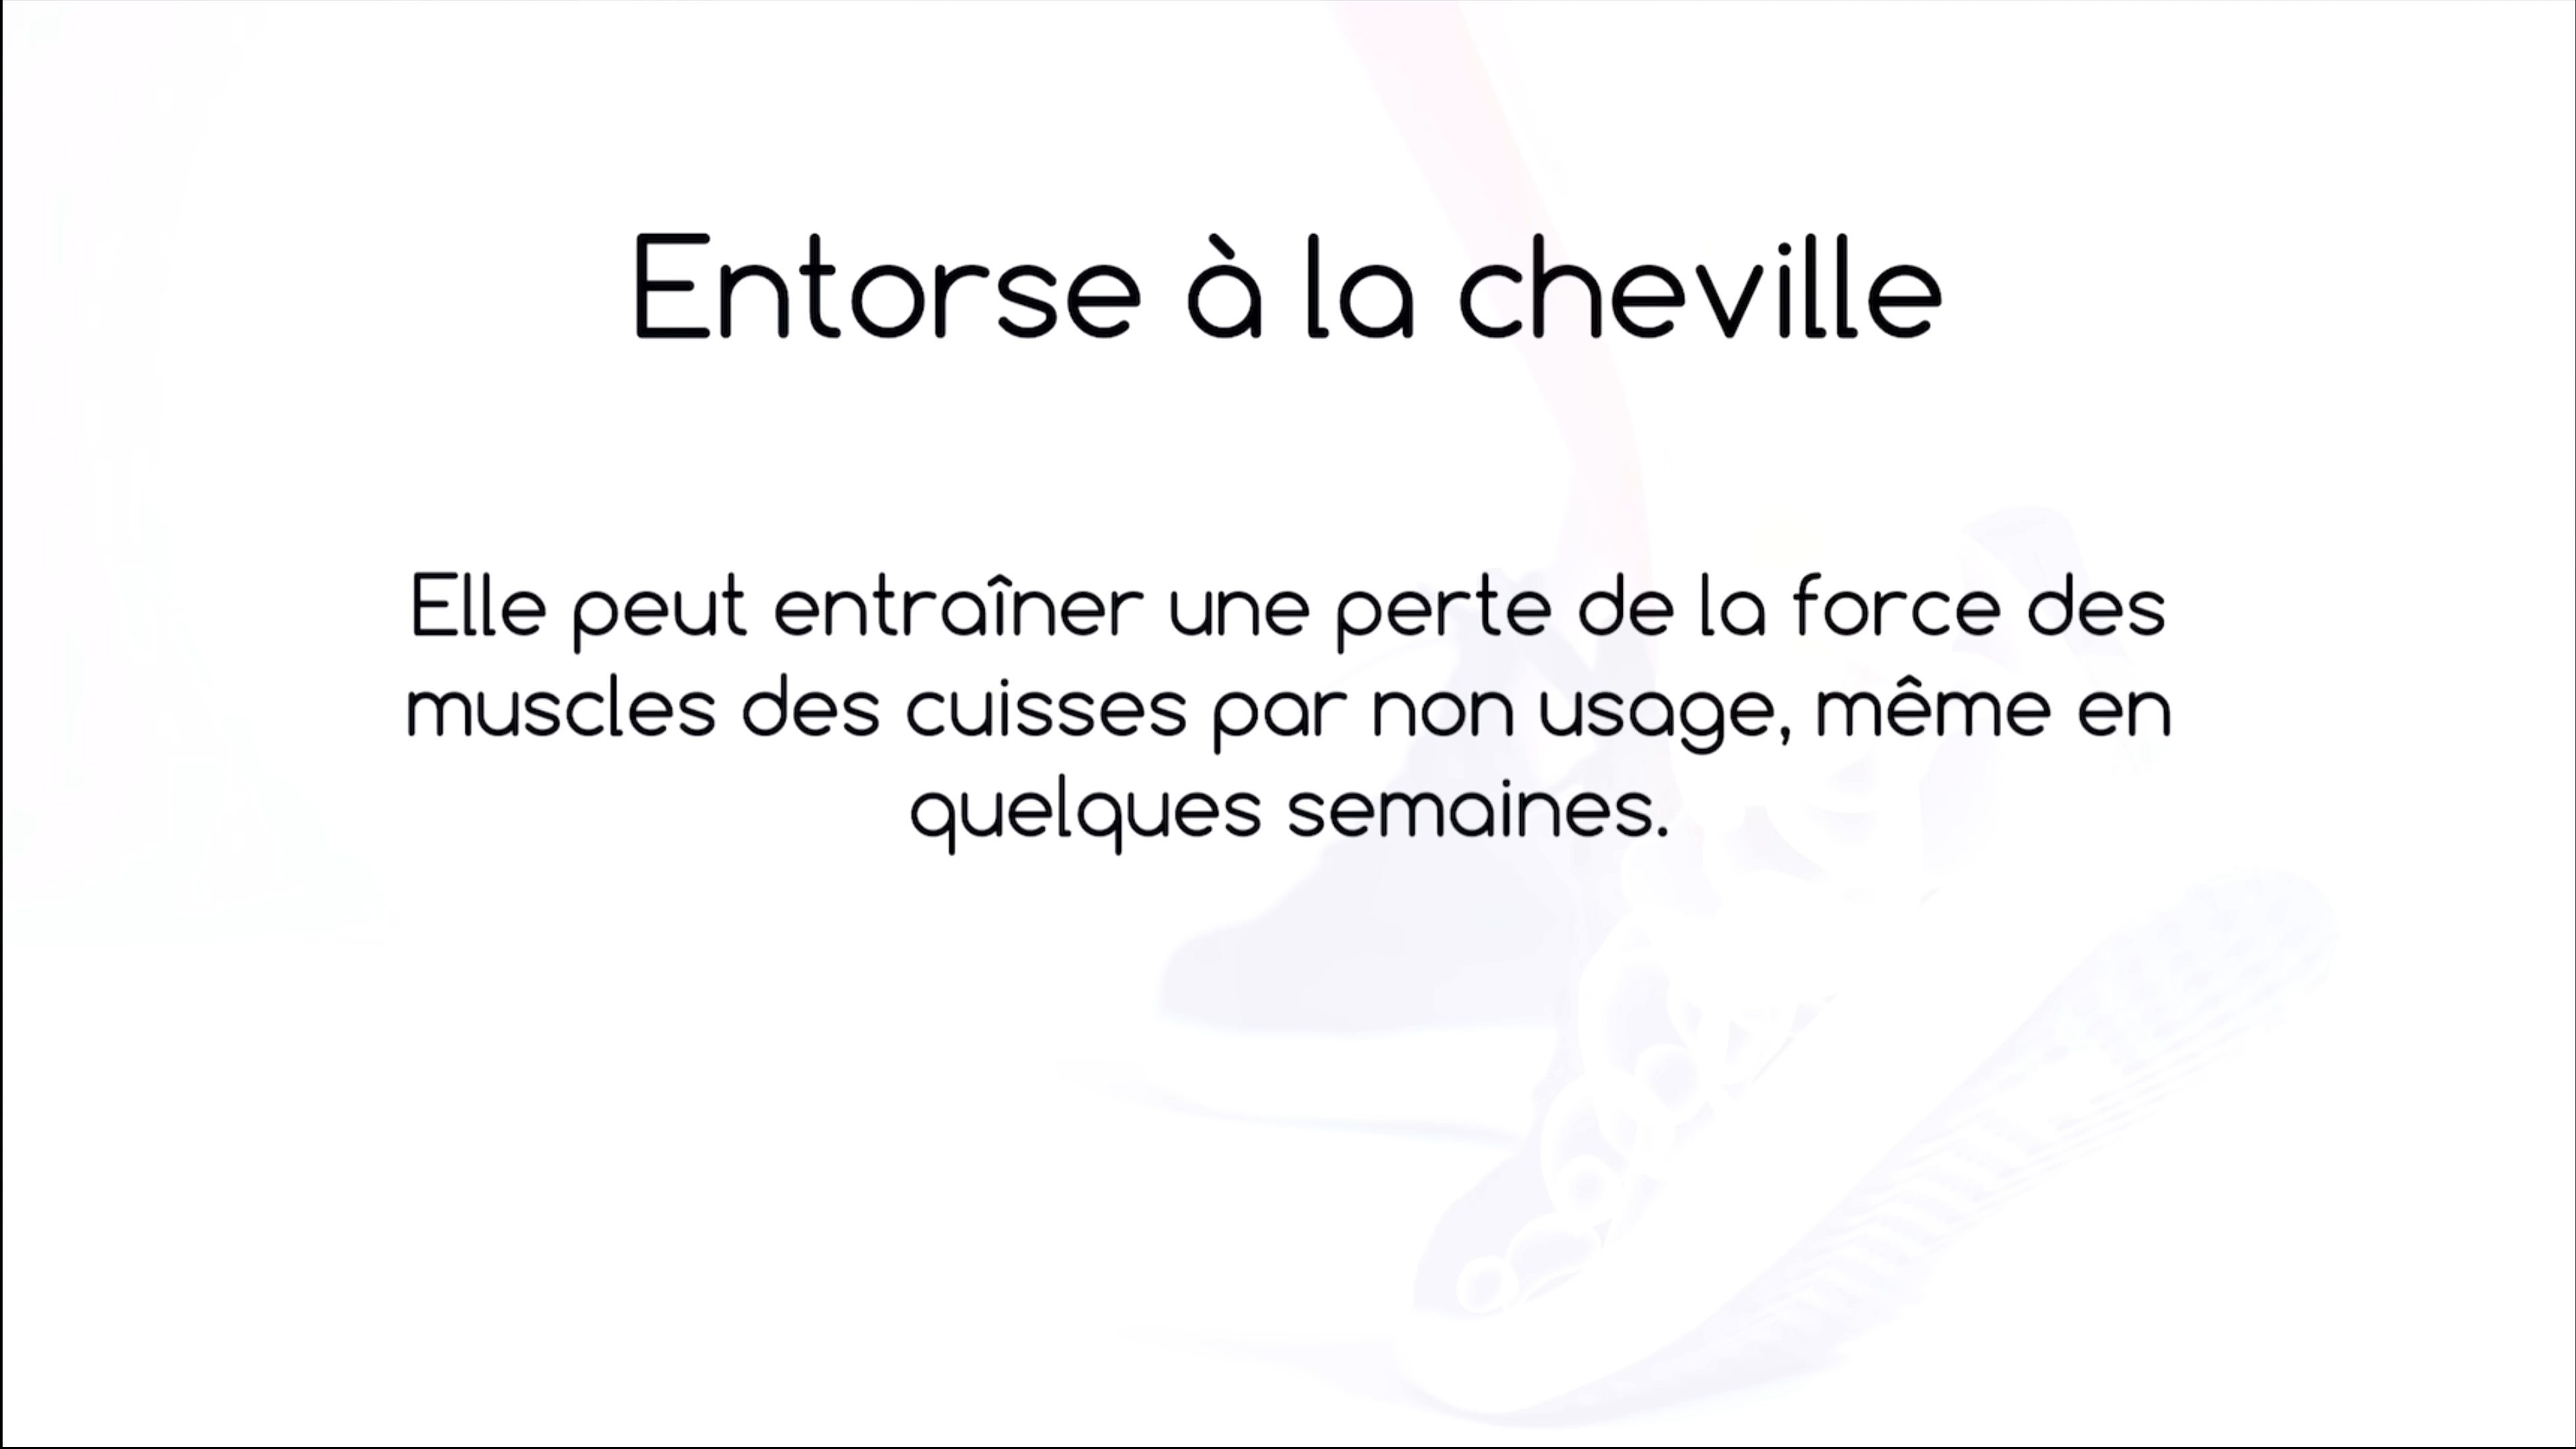 Entorse à la cheville
Elle peut entraîner une perte de la force des
muscles des cuisses par non usage, même en
quelques semaines.